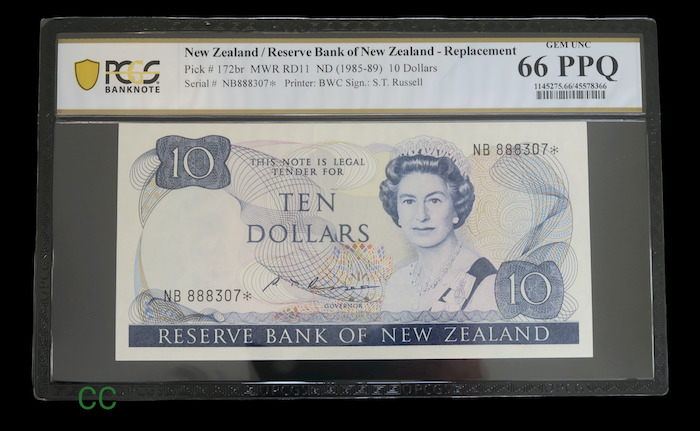 New Zealand / Reserve Bank of New Zealand - Replacement
Pick # 172br MWR RD11 ND (1985-89) 10 Dollars
Serial # NB888307* Printer: BWC Sign.: S.T. Russell
PCGS
BANKNOTE
GEM UNC
66 PPQ
1145275.66/45578366
10
THIS NOTE IS LEGAL
TENDER FOR
NB 888307*
TEN
DOLLARS
NB 888307*
GOVERNOR
10
RESERVE BANK OF NEW ZEALAND
CC